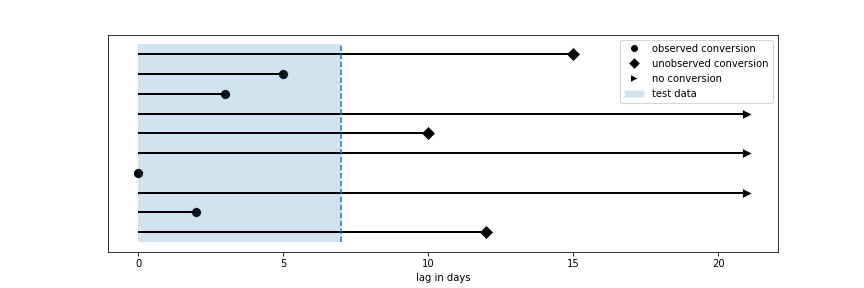 observed conversion
unobserved conversion
no conversion
test data
0 5 10 15 20
lag in days